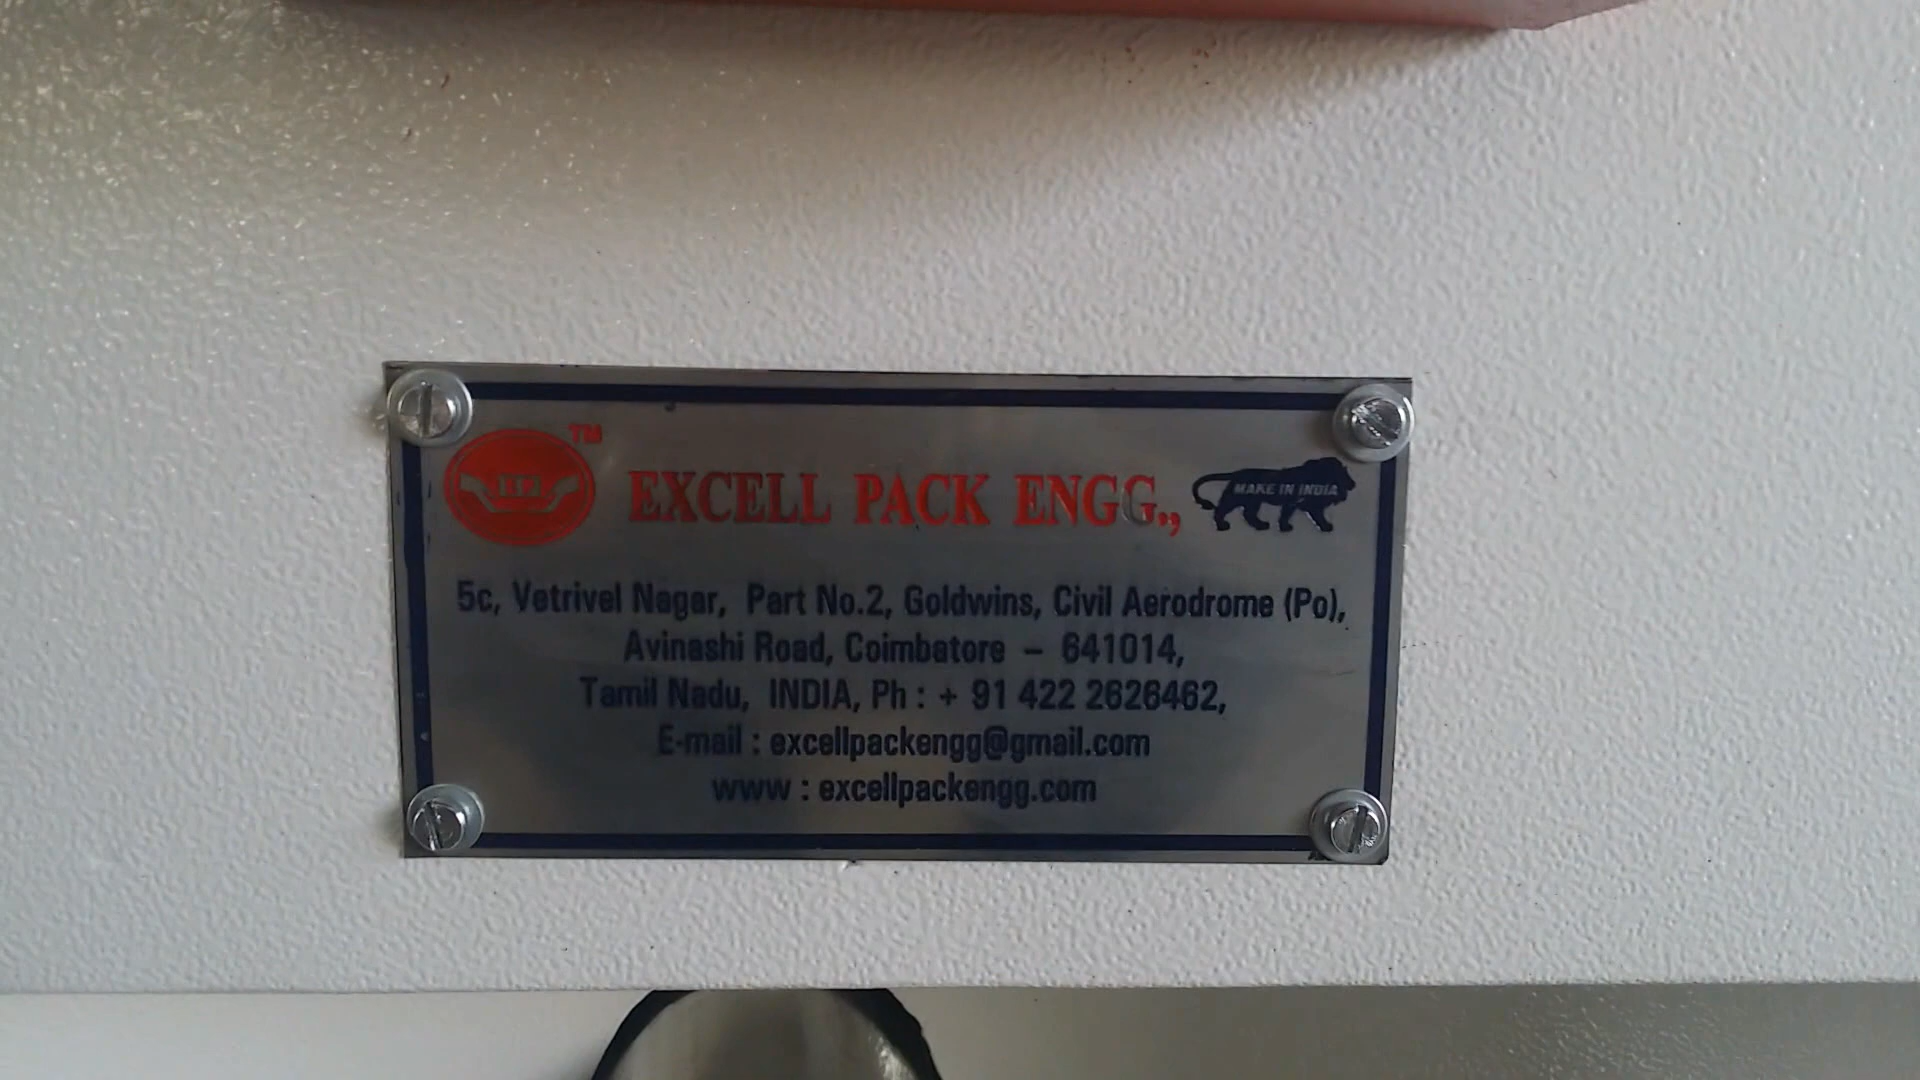 TM
EXCELL PACK ENGG.,
MAKE IN INDIA
5c, Vetrivel Nagar, Part No.2, Goldwins, Civil Aerodrome (Po),
Avinashi Road, Coimbatore – 641014,
Tamil Nadu, INDIA, Ph : + 91 422 2626462,
E-mail : excellpackengg@gmail.com
www : excellpackengg.com